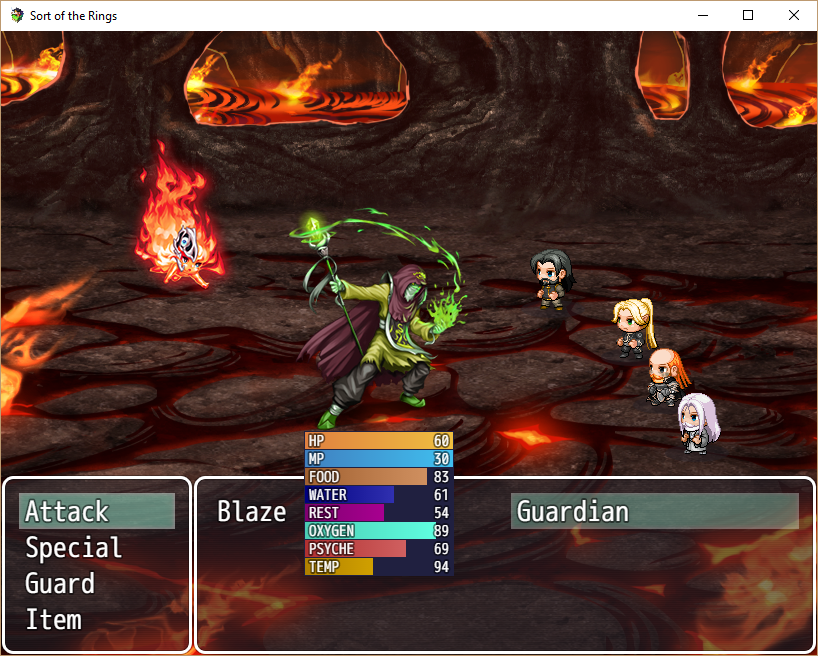 Sort of the Rings
HP 60
MP 30
FOOD 83
WATER 61
REST 54
OXYGEN 89
PSYCHE 69
TEMP 94
Attack
Special
Guard
Item
Blaze
Guardian